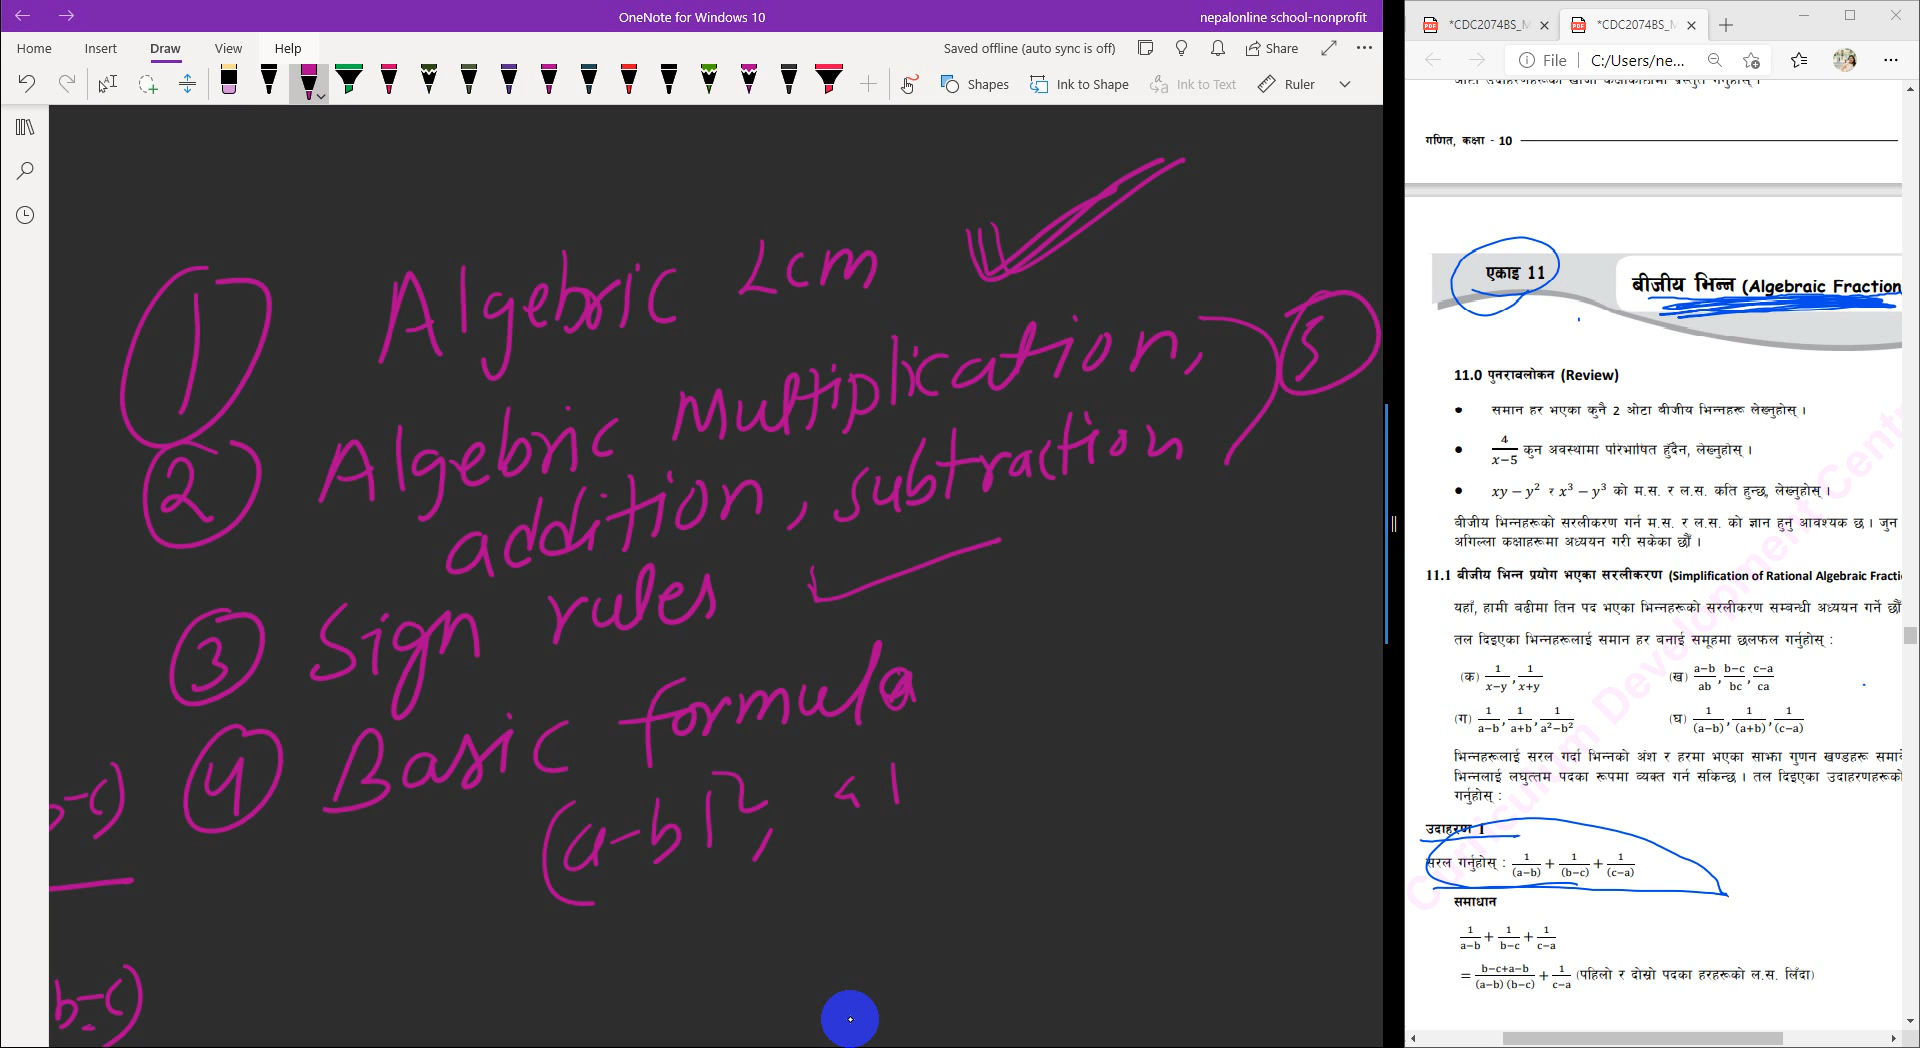 OneNote for Windows 10
nepalonline school-nonprofit
Home Insert Draw View Help
Saved offline (auto sync is off) Share
Shapes Ink to Shape Ink to Text Ruler
1 Algebric Lcm
2 Algebric Multiplication, 5
addition, subtraction
3 Sign rules
4 Basic formula
(a-b)2,
b-c)
b-c)
*CDC2074BS_M *CDC2074BS_M
File C:/Users/ne...
गणित, कक्षा - 10
एकाइ 11
बीजीय भिन्न (Algebraic Fraction
11.0 पुनरावलोकन (Review)
• समान हर भएका कुनै 2 ओटा बीजीय भिन्नहरू लेख्नुहोस् ।
• 4/(x−5) कुन अवस्थामा परिभाषित हुँदैन, लेख्नुहोस् ।
• xy − y² र x³ − y³ को म.स. र ल.स. कति हुन्छ, लेख्नुहोस् ।
बीजीय भिन्नहरूको सरलीकरण गर्न म.स. र ल.स. को ज्ञान हुनु आवश्यक छ । जुन
अगिल्ला कक्षाहरूमा अध्ययन गरी सकेका छौँ ।
11.1 बीजीय भिन्न प्रयोग भएका सरलीकरण (Simplification of Rational Algebraic Fracti
यहाँ, हामी बढीमा तिन पद भएका भिन्नहरूको सरलीकरण सम्बन्धी अध्ययन गर्ने छौँ
तल दिइएका भिन्नहरूलाई समान हर बनाई समूहमा छलफल गर्नुहोस् :
(क) 1/(x−y), 1/(x+y) (ख) (a−b)/ab, (b−c)/bc, (c−a)/ca
(ग) 1/(a−b), 1/(a+b), 1/(a²−b²) (घ) 1/(a−b), 1/(a+b), 1/(c−a)
भिन्नहरूलाई सरल गर्दा भिन्नको अंश र हरमा भएका साझा गुणन खण्डहरू
भिन्नलाई लघुत्तम पदका रूपमा व्यक्त गर्न सकिन्छ । तल दिइएका उदाहरणहरूको
गर्नुहोस् :
उदाहरण 1
सरल गर्नुहोस् : 1/(a−b) + 1/(b−c) + 1/(c−a)
समाधान
1/(a−b) + 1/(b−c) + 1/(c−a)
= (b−c+a−b)/((a−b)(b−c)) + 1/(c−a) (पहिलो र दोस्रो पदका हरहरूको ल.स. लिँदा)
Curriculum Development Centr